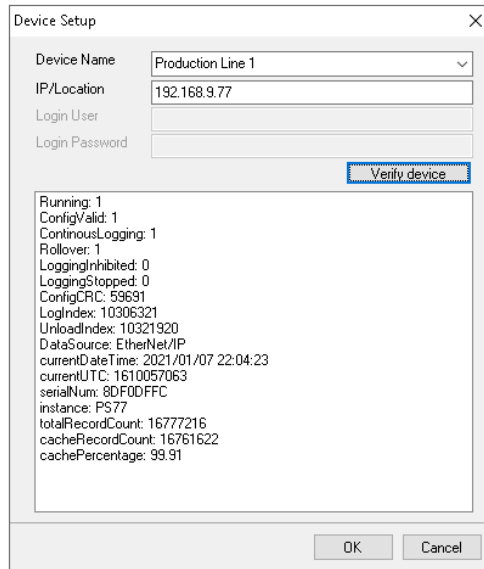 Device Setup
Device Name
Production Line 1
IP/Location
192.168.9.77
Login User
Login Password
Verify device
Running: 1
ConfigValid: 1
ContinousLogging: 1
Rollover: 1
LoggingInhibited: 0
LoggingStopped: 0
ConfigCRC: 59691
LogIndex: 10306321
UnloadIndex: 10321920
DataSource: EtherNet/IP
currentDateTime: 2021/01/07 22:04:23
currentUTC: 1610057063
serialNum: 8DF0DFFC
instance: PS77
totalRecordCount: 16777216
cacheRecordCount: 16761622
cachePercentage: 99.91
OK
Cancel